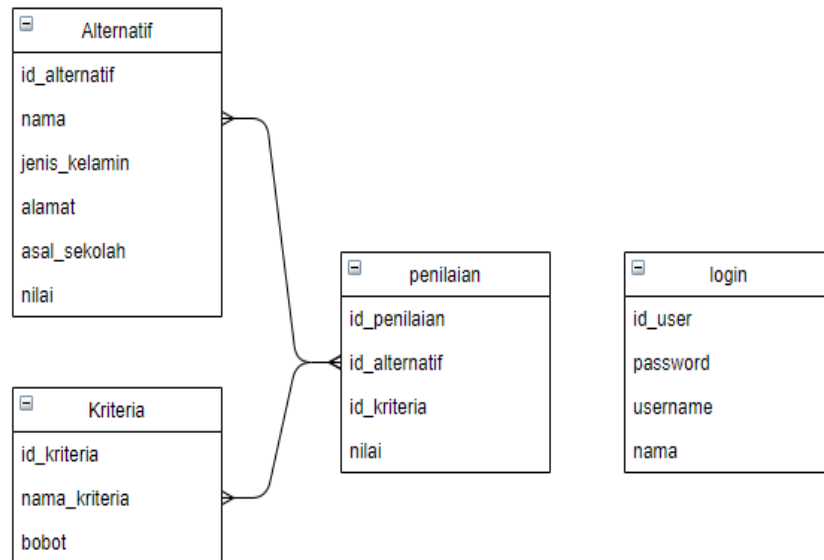 Alternatif
id_alternatif
nama
jenis_kelamin
alamat
asal_sekolah
nilai
Kriteria
id_kriteria
nama_kriteria
bobot
penilaian
id_penilaian
id_alternatif
id_kriteria
nilai
login
id_user
password
username
nama